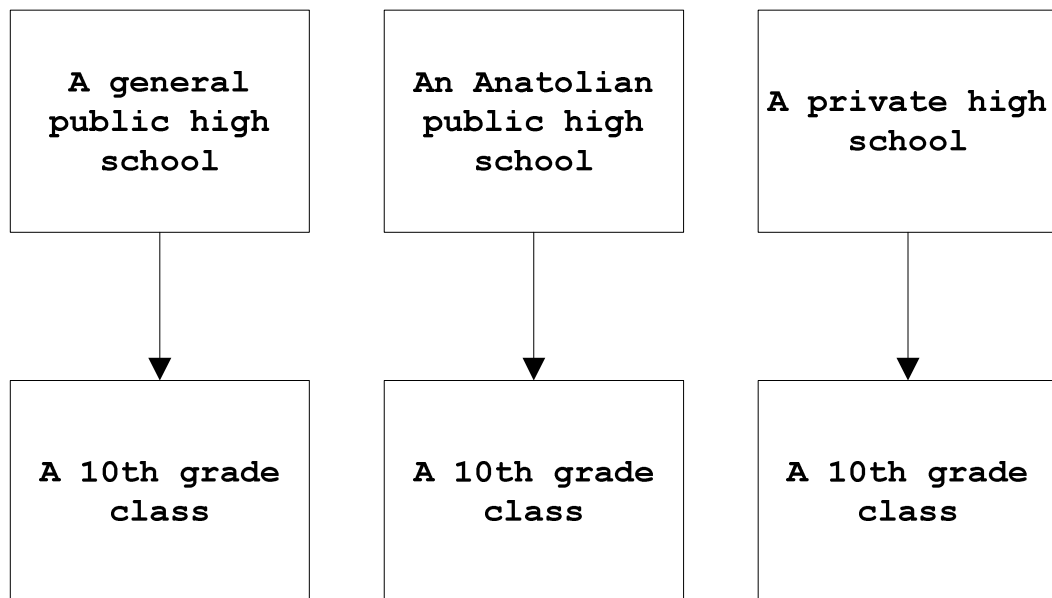 A general
public high
school
An Anatolian
public high
school
A private high
school
A 10th grade
class
A 10th grade
class
A 10th grade
class